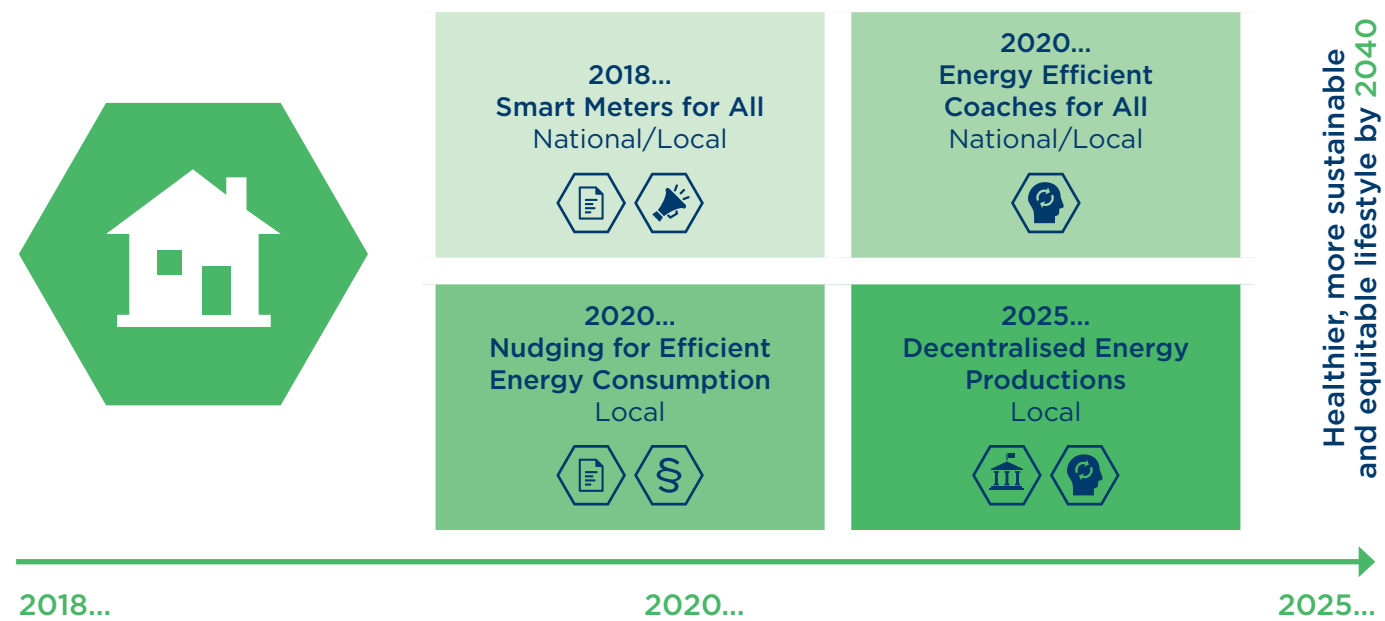 2018...
Smart Meters for All
National/Local
2020...
Energy Efficient
Coaches for All
National/Local
2020...
Nudging for Efficient
Energy Consumption
Local
§
2025...
Decentralised Energy
Productions
Local
Healthier, more sustainable
and equitable lifestyle by 2040
2018...
2020...
2025...